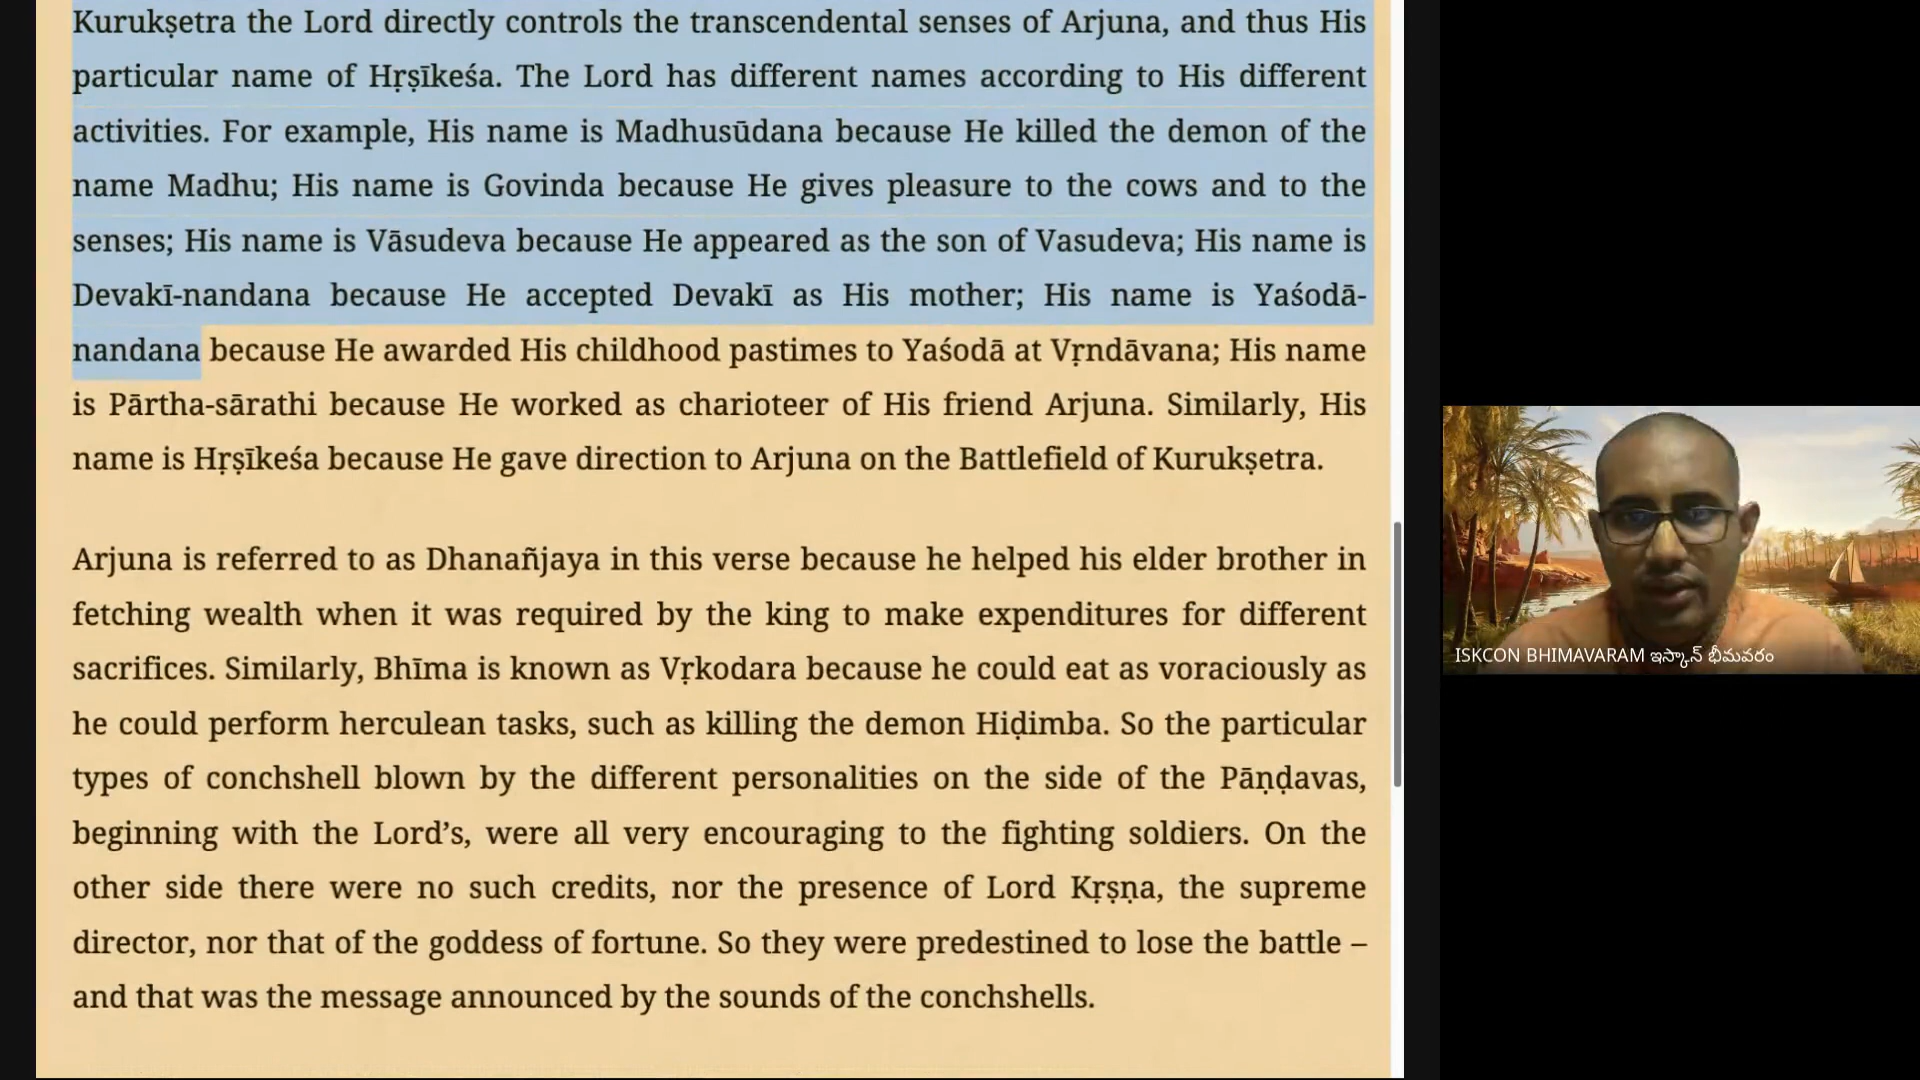 Kurukṣetra the Lord directly controls the transcendental senses of Arjuna, and thus His
particular name of Hṛṣīkeśa. The Lord has different names according to His different
activities. For example, His name is Madhusūdana because He killed the demon of the
name Madhu; His name is Govinda because He gives pleasure to the cows and to the
senses; His name is Vāsudeva because He appeared as the son of Vasudeva; His name is
Devakī-nandana because He accepted Devakī as His mother; His name is Yaśodā-
nandana because He awarded His childhood pastimes to Yaśodā at Vṛndāvana; His name
is Pārtha-sārathi because He worked as charioteer of His friend Arjuna. Similarly, His
name is Hṛṣīkeśa because He gave direction to Arjuna on the Battlefield of Kurukṣetra.
Arjuna is referred to as Dhanañjaya in this verse because he helped his elder brother in
fetching wealth when it was required by the king to make expenditures for different
sacrifices. Similarly, Bhīma is known as Vṛkodara because he could eat as voraciously as
he could perform herculean tasks, such as killing the demon Hiḍimba. So the particular
types of conchshell blown by the different personalities on the side of the Pāṇḍavas,
beginning with the Lord’s, were all very encouraging to the fighting soldiers. On the
other side there were no such credits, nor the presence of Lord Kṛṣṇa, the supreme
director, nor that of the goddess of fortune. So they were predestined to lose the battle –
and that was the message announced by the sounds of the conchshells.
ISKCON BHIMAVARAM ఇస్కాన్ భీమవరం